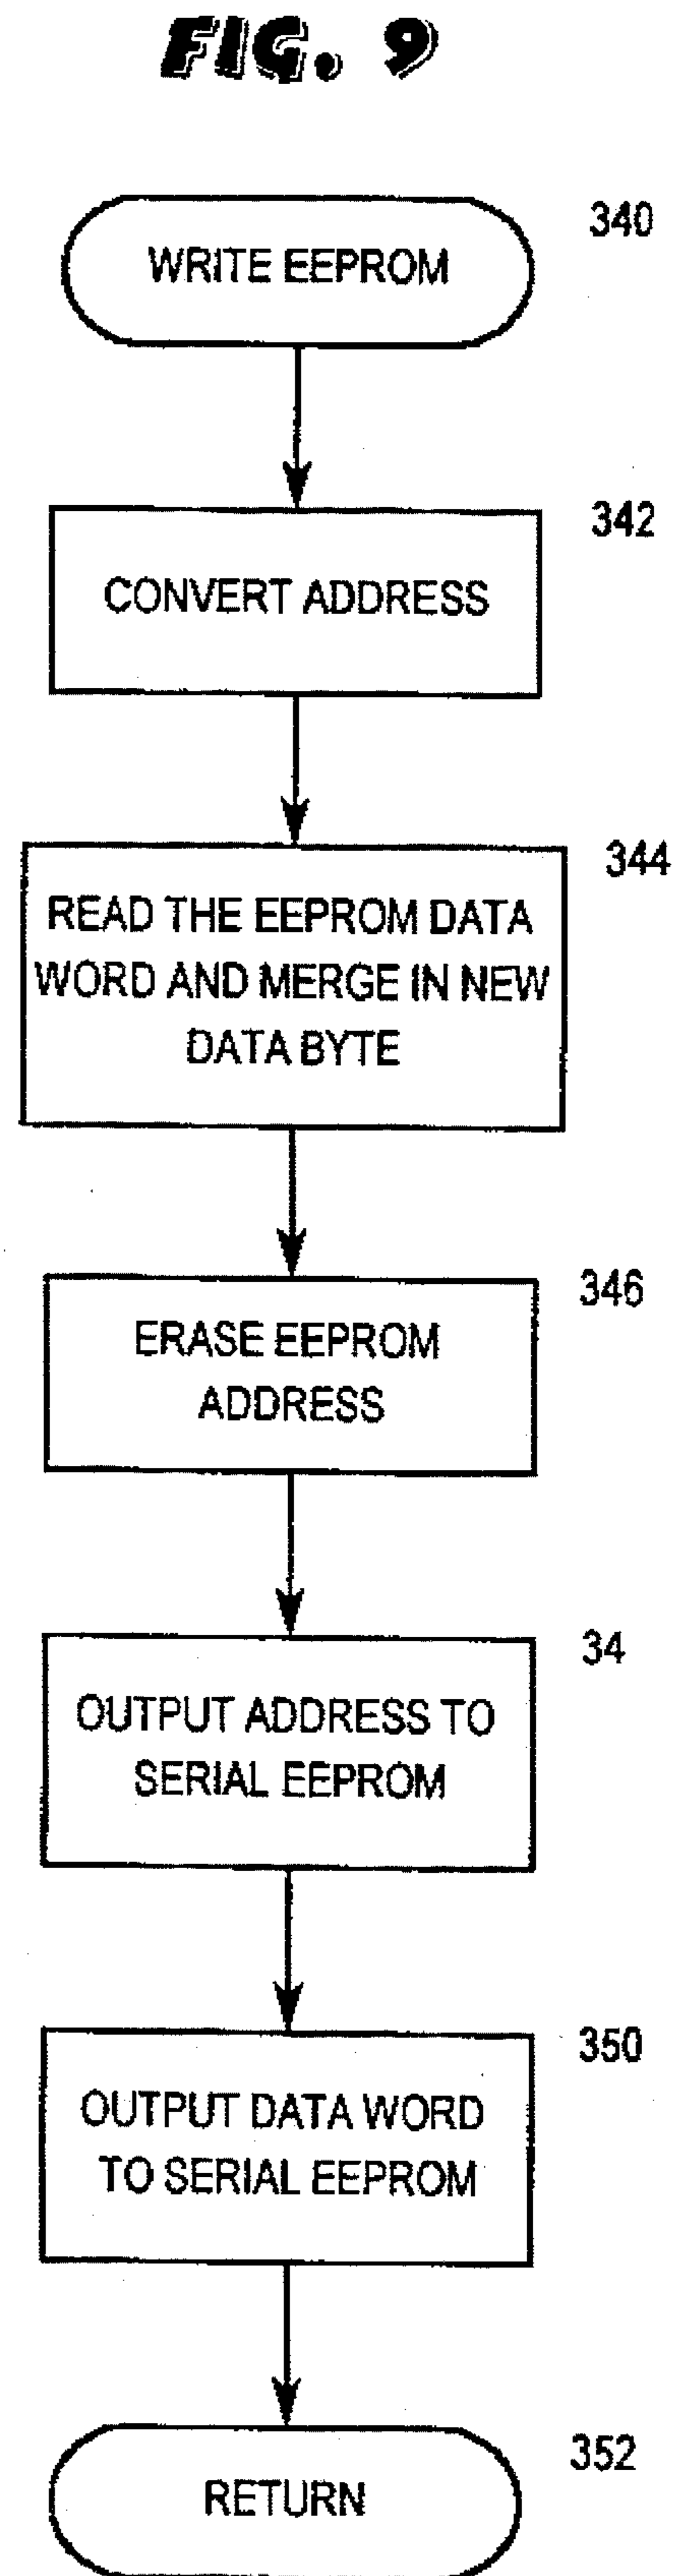 FIG. 9
340
WRITE EEPROM
342
CONVERT ADDRESS
344
READ THE EEPROM DATA
WORD AND MERGE IN NEW
DATA BYTE
346
ERASE EEPROM
ADDRESS
34
OUTPUT ADDRESS TO
SERIAL EEPROM
350
OUTPUT DATA WORD
TO SERIAL EEPROM
352
RETURN